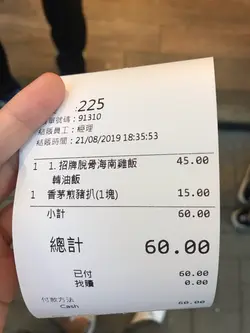 :225
單號碼：91310
結賬員工：經理
結賬時間：21/08/2019 18:35:53
1 1.招牌脫骨海南雞飯 45.00
轉油飯
1 香茅煎豬扒(1塊) 15.00
小計 60.00
總計 60.00
已付 60.00
找贖 0.00
付款方法
Cash 60.00